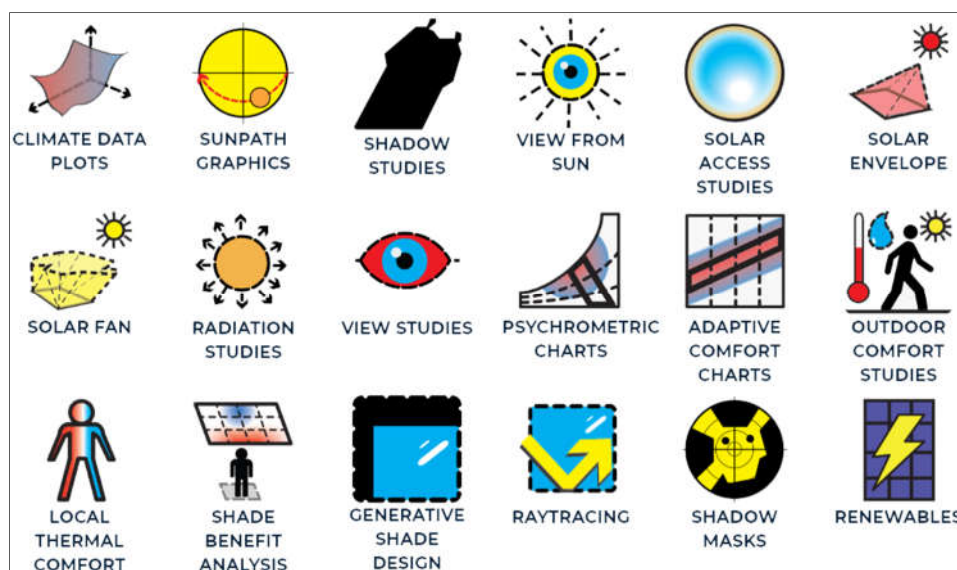 CLIMATE DATA
PLOTS
SUNPATH
GRAPHICS
SHADOW
STUDIES
VIEW FROM
SUN
SOLAR
ACCESS
STUDIES
SOLAR
ENVELOPE
SOLAR FAN
RADIATION
STUDIES
VIEW STUDIES
PSYCHROMETRIC
CHARTS
ADAPTIVE
COMFORT
CHARTS
OUTDOOR
COMFORT
STUDIES
LOCAL
THERMAL
COMFORT
SHADE
BENEFIT
ANALYSIS
GENERATIVE
SHADE
DESIGN
RAYTRACING
SHADOW
MASKS
RENEWABLES